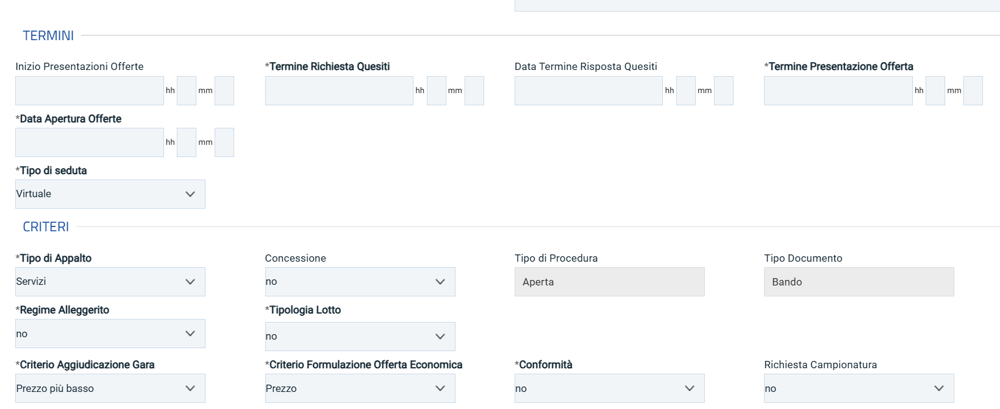 TERMINI
Inizio Presentazioni Offerte *Termine Richiesta Quesiti Data Termine Risposta Quesiti *Termine Presentazione Offerta
hh mm hh mm hh mm hh mm
*Data Apertura Offerte
hh mm
*Tipo di seduta
Virtuale
CRITERI
*Tipo di Appalto Concessione Tipo di Procedura Tipo Documento
Servizi no Aperta Bando
*Regime Alleggerito *Tipologia Lotto
no no
*Criterio Aggiudicazione Gara *Criterio Formulazione Offerta Economica *Conformità Richiesta Campionatura
Prezzo più basso Prezzo no no